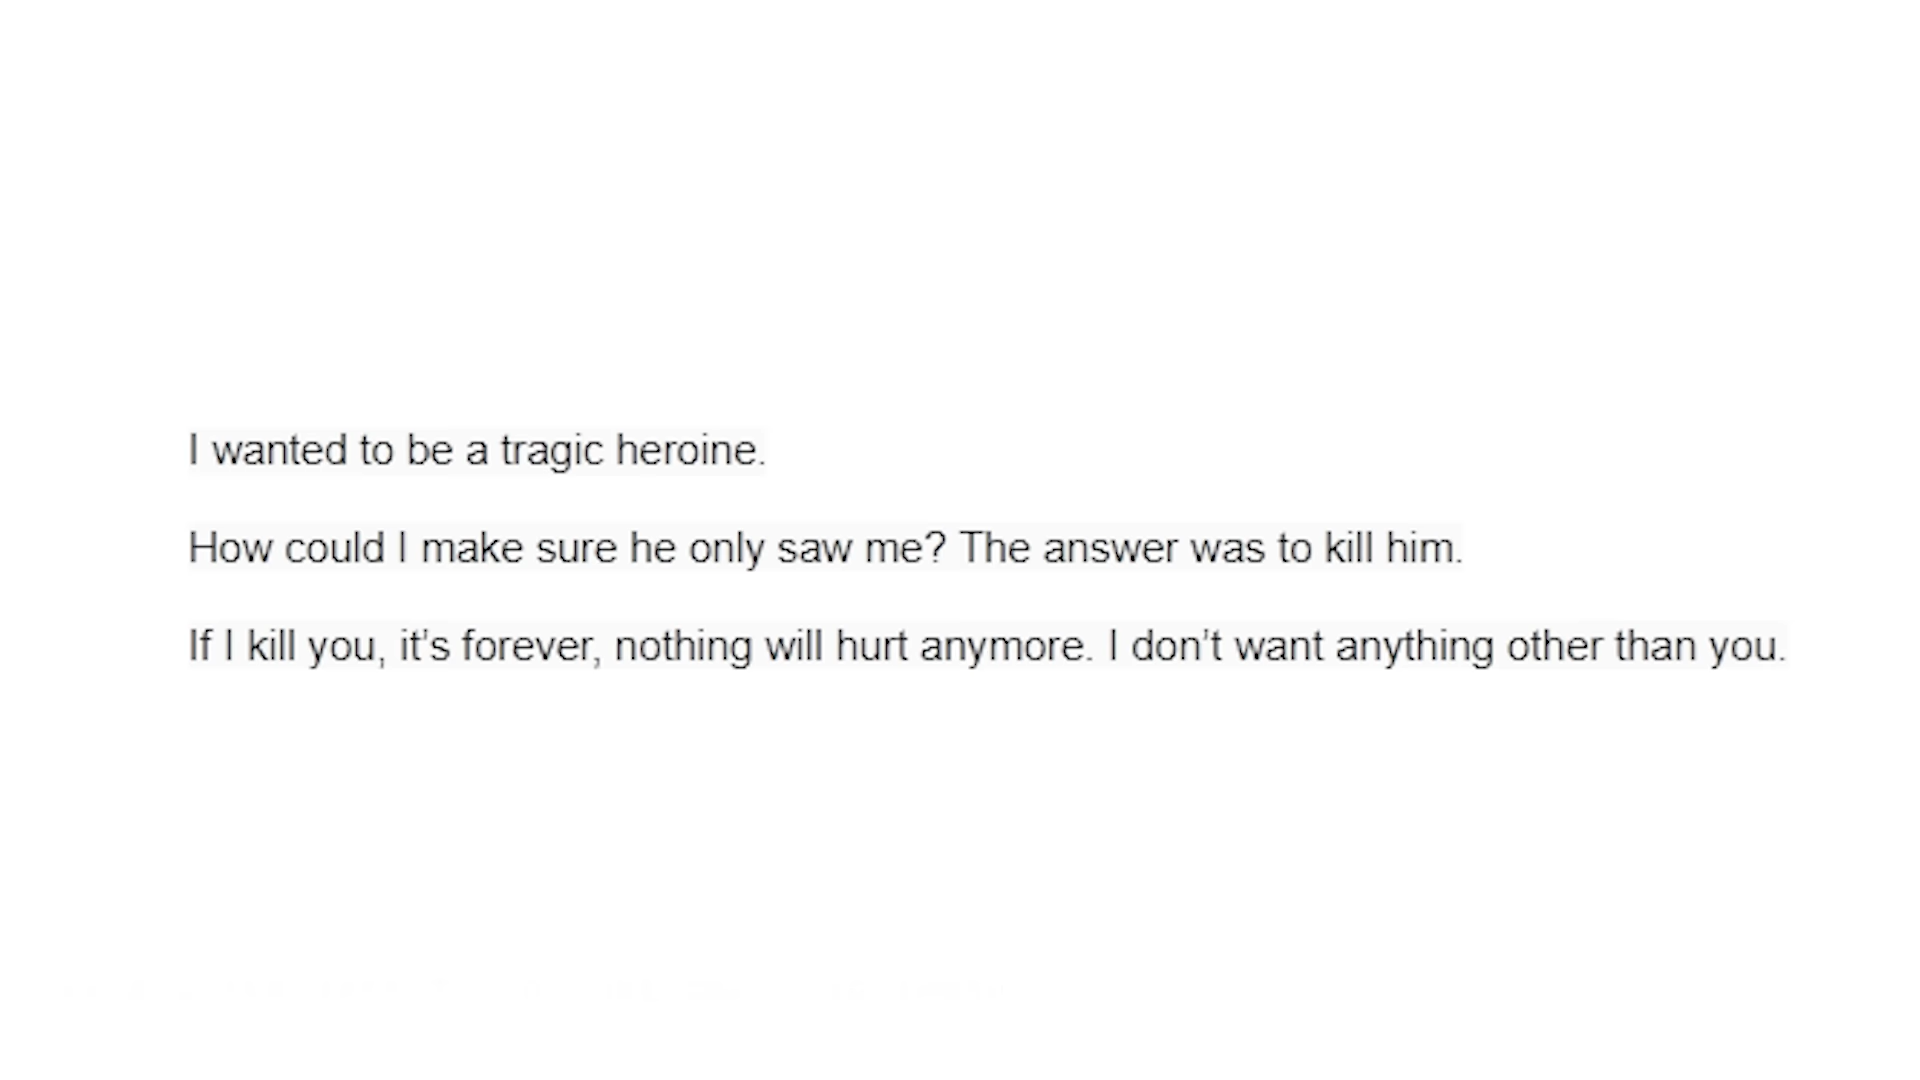 I wanted to be a tragic heroine.
How could I make sure he only saw me? The answer was to kill him.
If I kill you, it's forever, nothing will hurt anymore. I don’t want anything other than you.